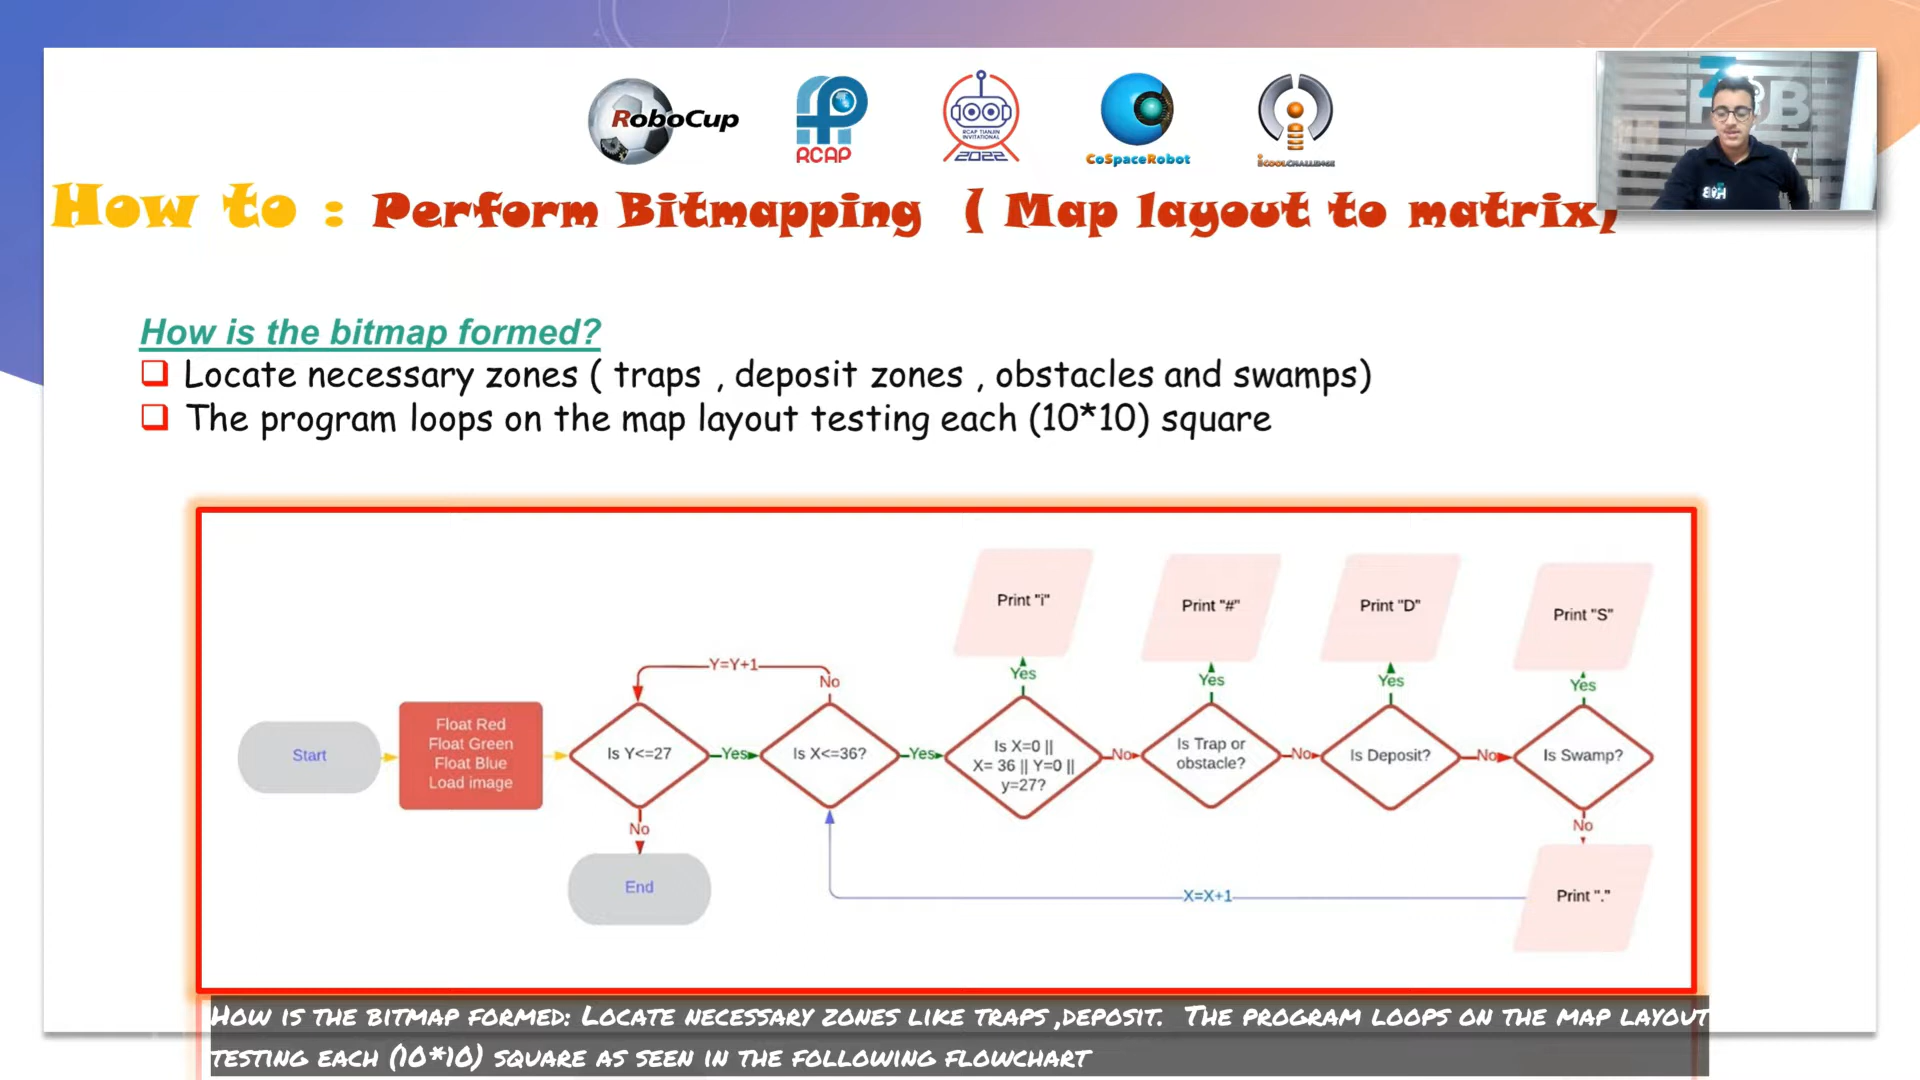 RoboCup
RCAP
RCAP TIANJIN
INVITATIONAL
2022
CoSpaceRobot
iCOOLCHALLENGE
How to : Perform Bitmapping ( Map layout to matrix)
How is the bitmap formed?
Locate necessary zones ( traps , deposit zones , obstacles and swamps)
The program loops on the map layout testing each (10*10) square
Print "i"
Print "#"
Print "D"
Print "S"
Y=Y+1
No
Yes
Yes
Yes
Yes
Start
Float Red
Float Green
Float Blue
Load image
Is Y<=27
Yes
Is X<=36?
Yes
Is X=0 ||
X= 36 || Y=0 ||
y=27?
No
Is Trap or
obstacle?
No
Is Deposit?
No
Is Swamp?
No
No
End
X=X+1
Print "."
How is the bitmap formed: Locate necessary zones like traps ,deposit. The program loops on the map layout
testing each (10*10) square as seen in the following flowchart